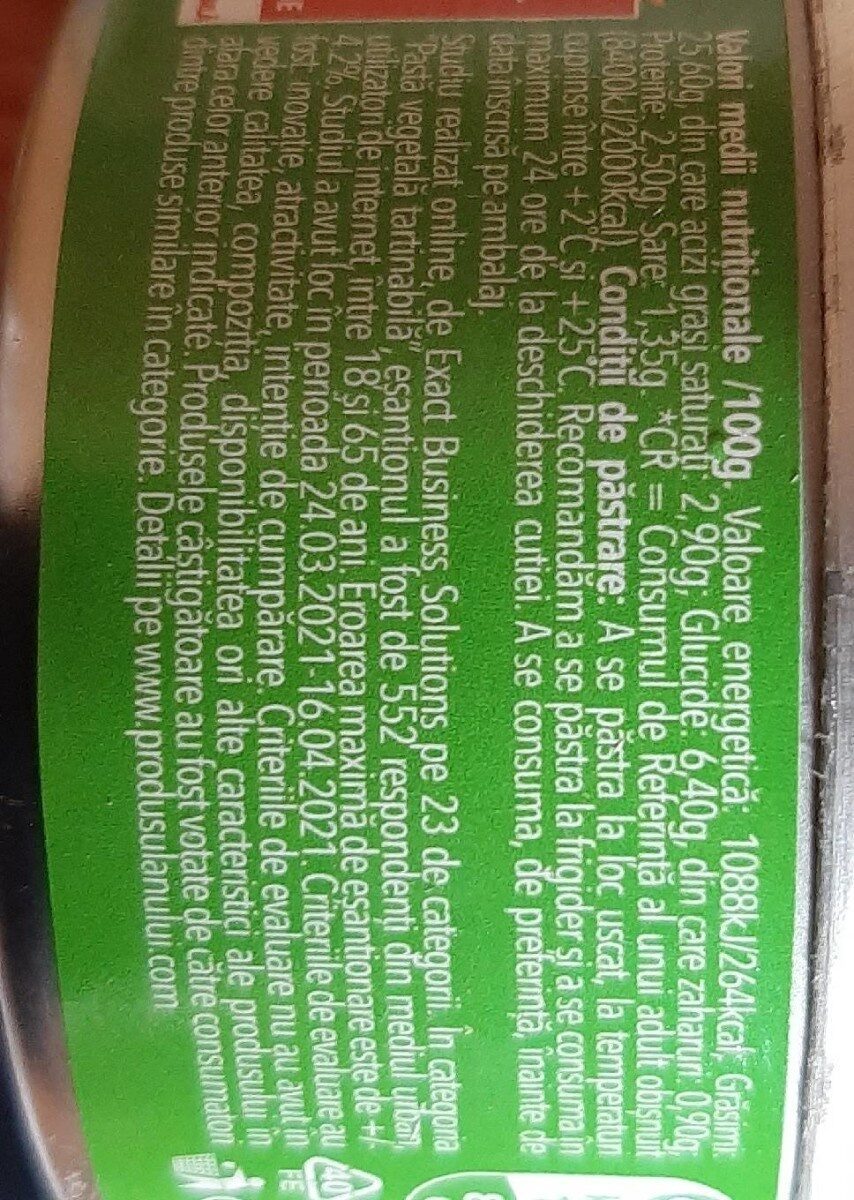 Valori medii nutriționale /100g. Valoare energetică: 1088kJ/264kcal; Grăsimi:
25,60g, din care acizi grași saturați: 2,90g; Glucide: 6,40g, din care zaharuri: 0,90g;
Proteine: 2,50g; Sare: 1,35g. *CR = Consumul de Referință al unui adult obișnuit
(8400kJ/2000kcal). Condiții de păstrare: A se păstra la loc uscat, la temperaturi
cuprinse între +2°C și +25°C. Recomandăm a se păstra la frigider și a se consuma în
maximum 24 ore de la deschiderea cutiei. A se consuma, de preferință, înainte de
data înscrisă pe ambalaj.
Studiu realizat online, de Exact Business Solutions pe 23 de categorii. În categoria
"Pastă vegetală tartinabilă", eșantionul a fost de 552 respondenți din mediul urban,
utilizatori de internet, între 18 și 65 de ani. Eroarea maximă de eșantionare este de +/-
4,2%. Studiul a avut loc în perioada 24.03.2021-16.04.2021. Criteriile de evaluare au
fost: inovație, atractivitate, intenție de cumpărare. Criteriile de evaluare nu au avut în
vedere calitatea, compoziția, disponibilitatea ori alte caracteristici ale produsului în
afara celor anterior indicate. Produsele câștigătoare au fost votate de către consumatori
dintre produse similare în categorie. Detalii pe www.produsulanului.com
40
FE